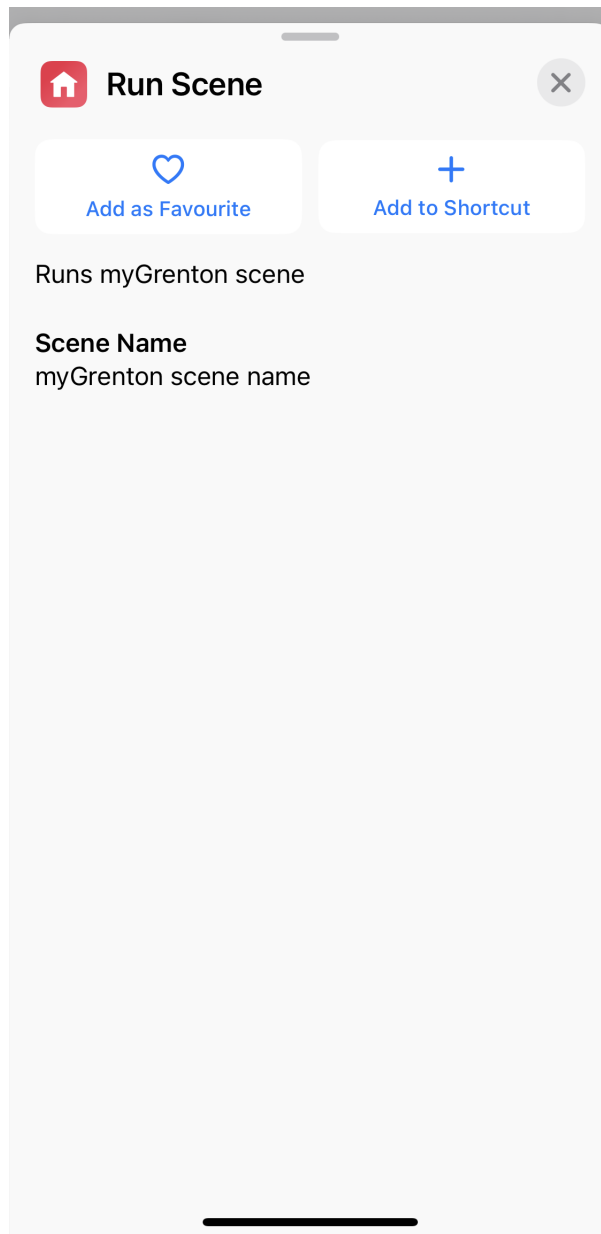 Run Scene
Add as Favourite
Add to Shortcut
Runs myGrenton scene
Scene Name
myGrenton scene name